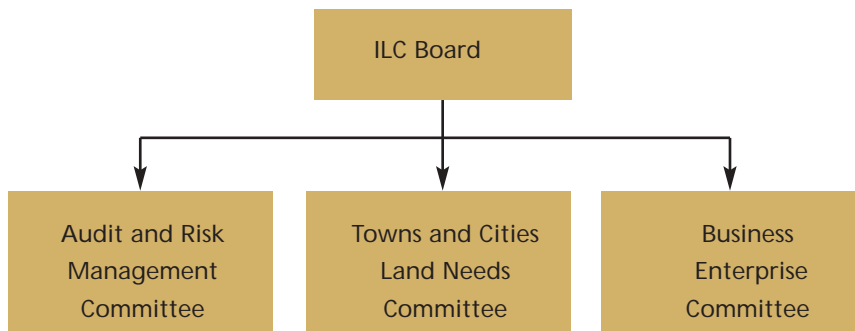 ILC Board
Audit and Risk
Management
Committee
Towns and Cities
Land Needs
Committee
Business
Enterprise
Committee